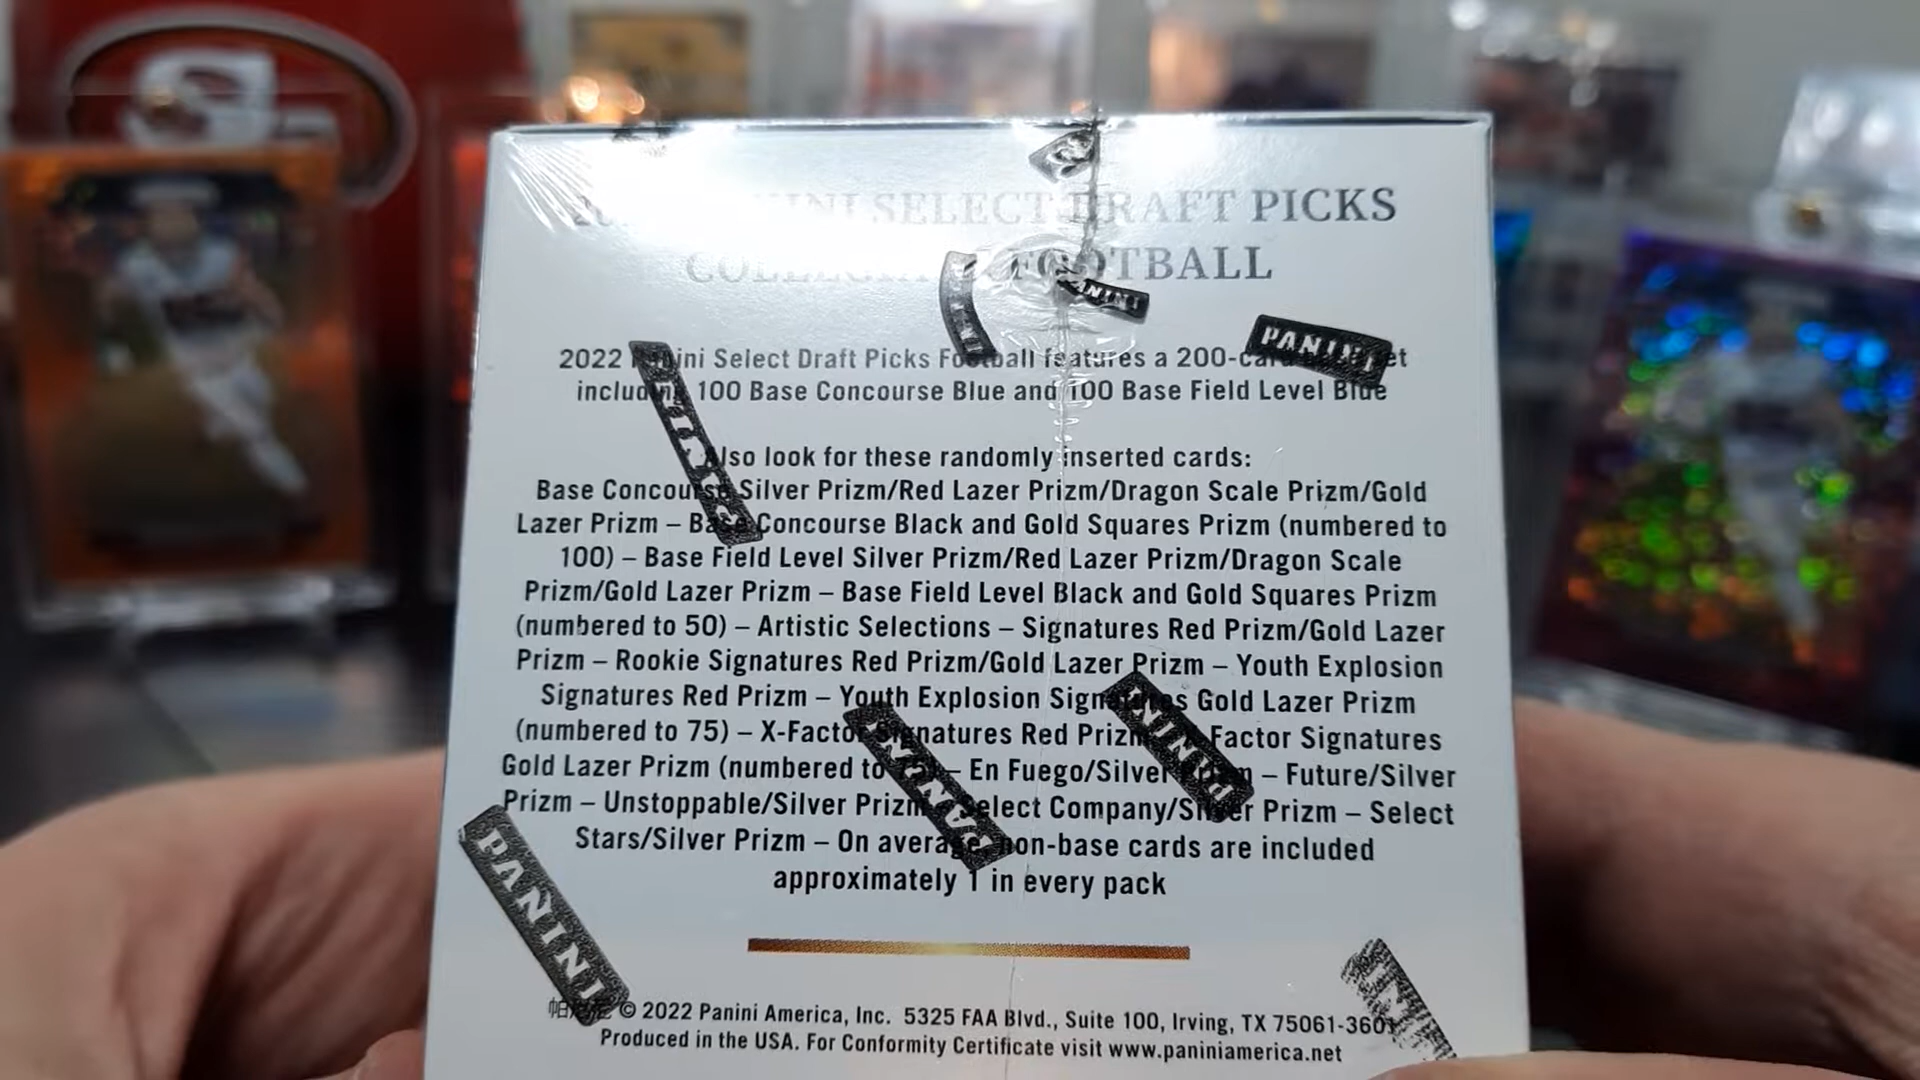 PANINI SELECT DRAFT PICKS
COLLEGIATE FOOTBALL
2022 Panini Select Draft Picks Football features a 200-card set
including 100 Base Concourse Blue and 100 Base Field Level Blue
Also look for these randomly inserted cards:
Base Concourse Silver Prizm/Red Lazer Prizm/Dragon Scale Prizm/Gold
Lazer Prizm – Base Concourse Black and Gold Squares Prizm (numbered to
100) – Base Field Level Silver Prizm/Red Lazer Prizm/Dragon Scale
Prizm/Gold Lazer Prizm – Base Field Level Black and Gold Squares Prizm
(numbered to 50) – Artistic Selections – Signatures Red Prizm/Gold Lazer
Prizm – Rookie Signatures Red Prizm/Gold Lazer Prizm – Youth Explosion
Signatures Red Prizm – Youth Explosion Signatures Gold Lazer Prizm
(numbered to 75) – X-Factor Signatures Red Prizm Factor Signatures
Gold Lazer Prizm (numbered to – En Fuego/Silver Prizm – Future/Silver
Prizm – Unstoppable/Silver Prizm Select Company/Silver Prizm – Select
Stars/Silver Prizm – On average, non-base cards are included
approximately 1 in every pack
© 2022 Panini America, Inc. 5325 FAA Blvd., Suite 100, Irving, TX 75061-3601
Produced in the USA. For Conformity Certificate visit www.paniniamerica.net
PANINI
PANINI
PANINI
PANINI
PANINI
PANINI